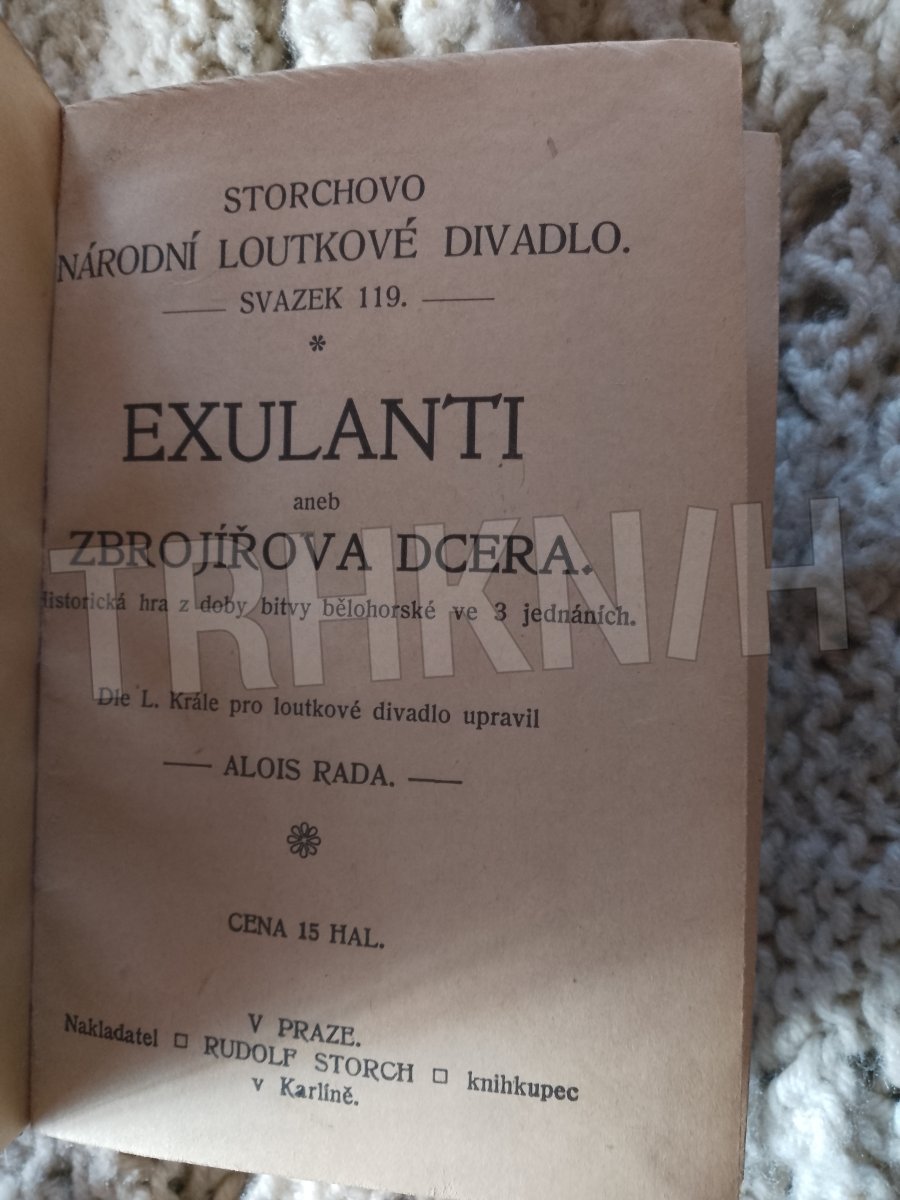 STORCHOVO
NÁRODNÍ LOUTKOVÉ DIVADLO.
SVAZEK 119.
*
EXULANTI
aneb
ZBROJÍŘOVA DCERA.
Historická hra z doby bitvy bělohorské ve 3 jednáních.
Dle L. Krále pro loutkové divadlo upravil
ALOIS RADA.
CENA 15 HAL.
V PRAZE.
Nakladatel □ RUDOLF STORCH □ knihkupec
v Karlíně.
TRHKN/H